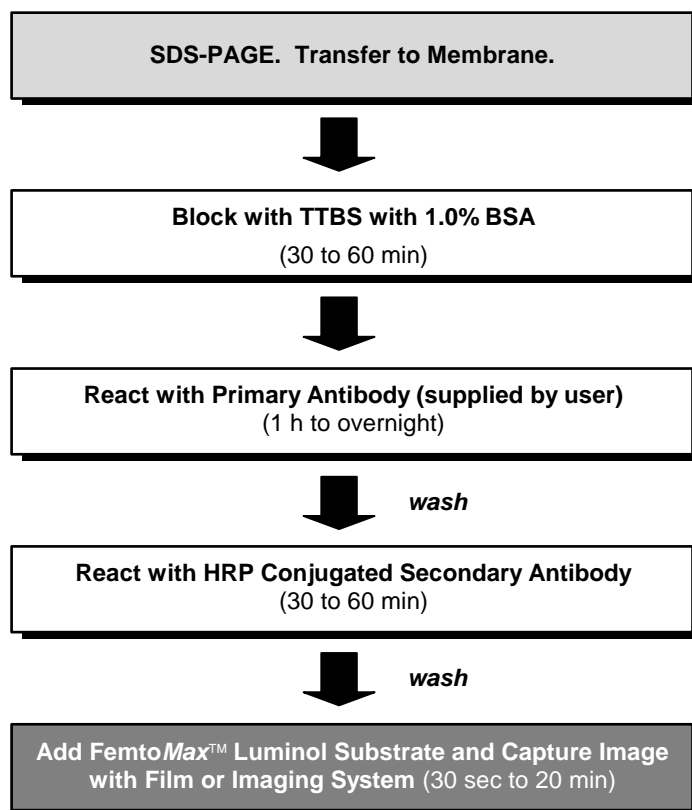 SDS-PAGE.  Transfer to Membrane.
Block with TTBS with 1.0% BSA
(30 to 60 min)
React with Primary Antibody (supplied by user)
(1 h to overnight)
wash
React with HRP Conjugated Secondary Antibody
(30 to 60 min)
wash
Add FemtoMax™ Luminol Substrate and Capture Image
with Film or Imaging System (30 sec to 20 min)